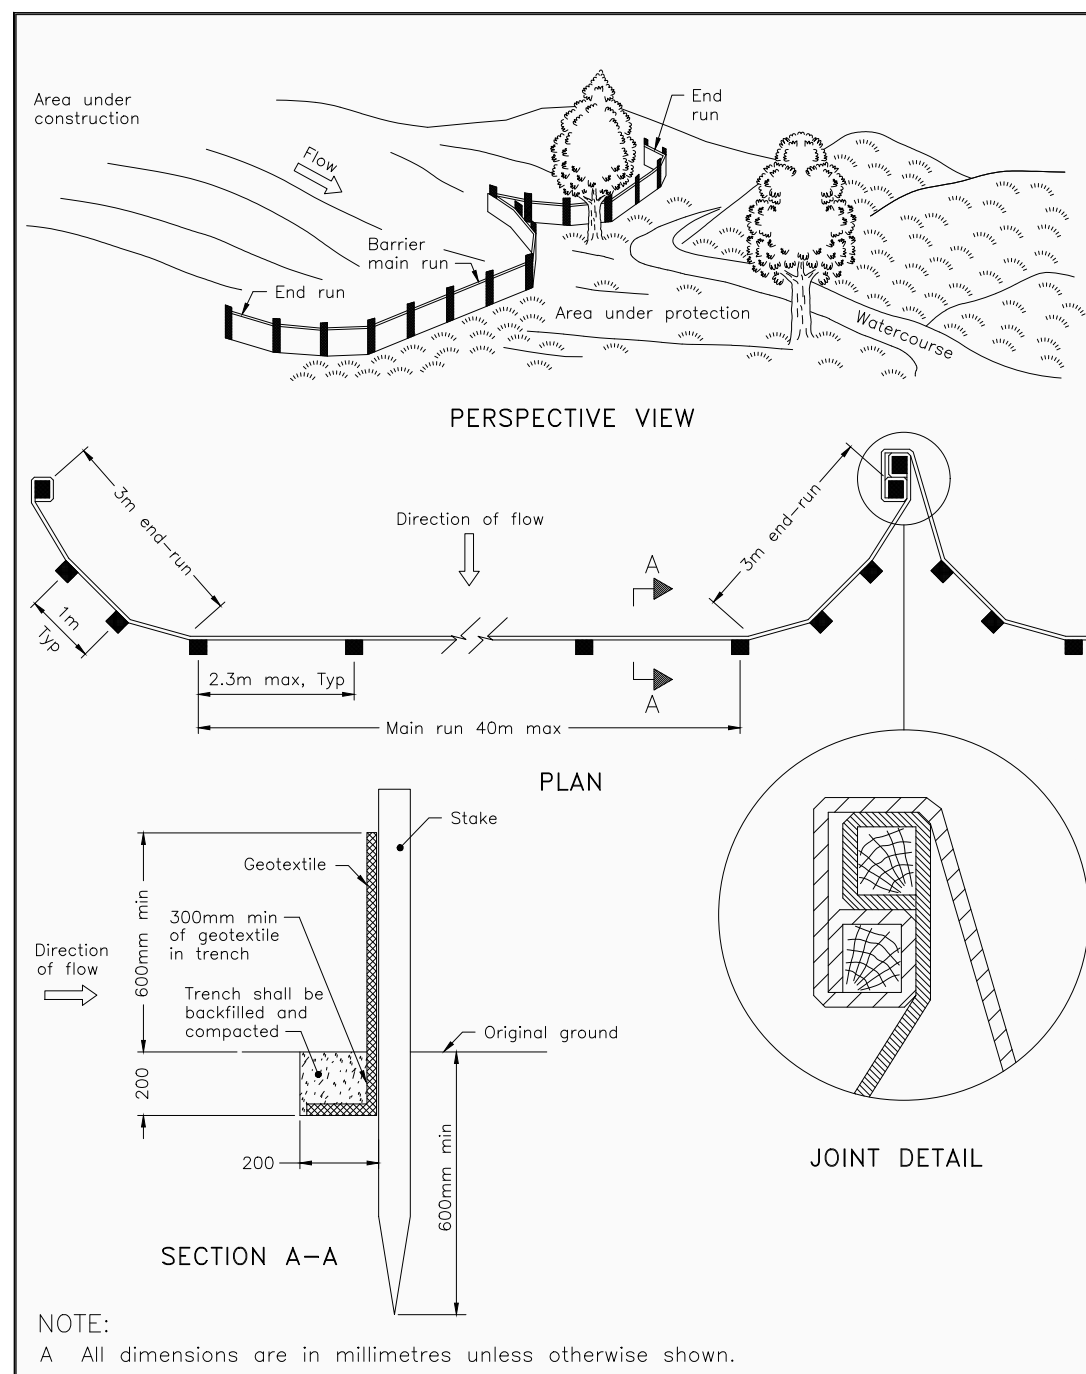 Area under
construction
Flow
End
run
Barrier
main run
End run
Area under protection
Watercourse
PERSPECTIVE VIEW
3m end-run
Direction of flow
3m end-run
A
1m
Typ
2.3m max, Typ
A
Main run 40m max
PLAN
Stake
Geotextile
600mm min
300mm min
of geotextile
in trench
Direction
of flow
Trench shall be
backfilled and
compacted
Original ground
200
200
600mm min
JOINT DETAIL
SECTION A-A
NOTE:
A All dimensions are in millimetres unless otherwise shown.